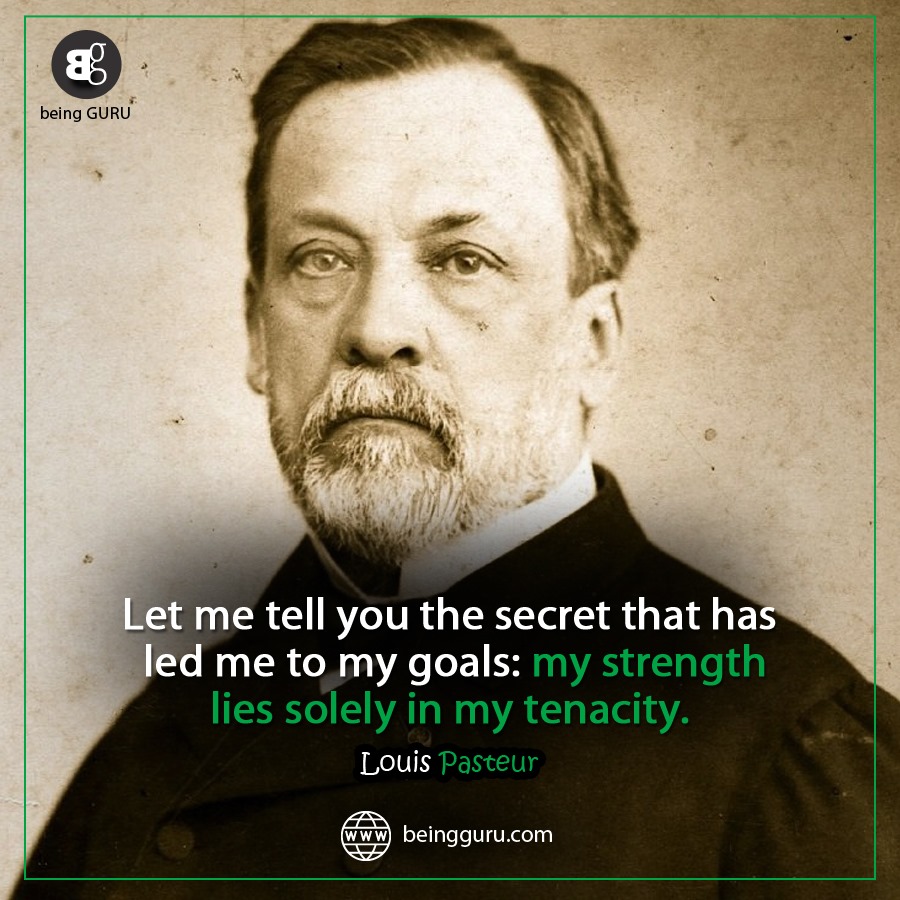 Bg
being GURU
Let me tell you the secret that has
led me to my goals: my strength
lies solely in my tenacity.
Louis Pasteur
www beingguru.com